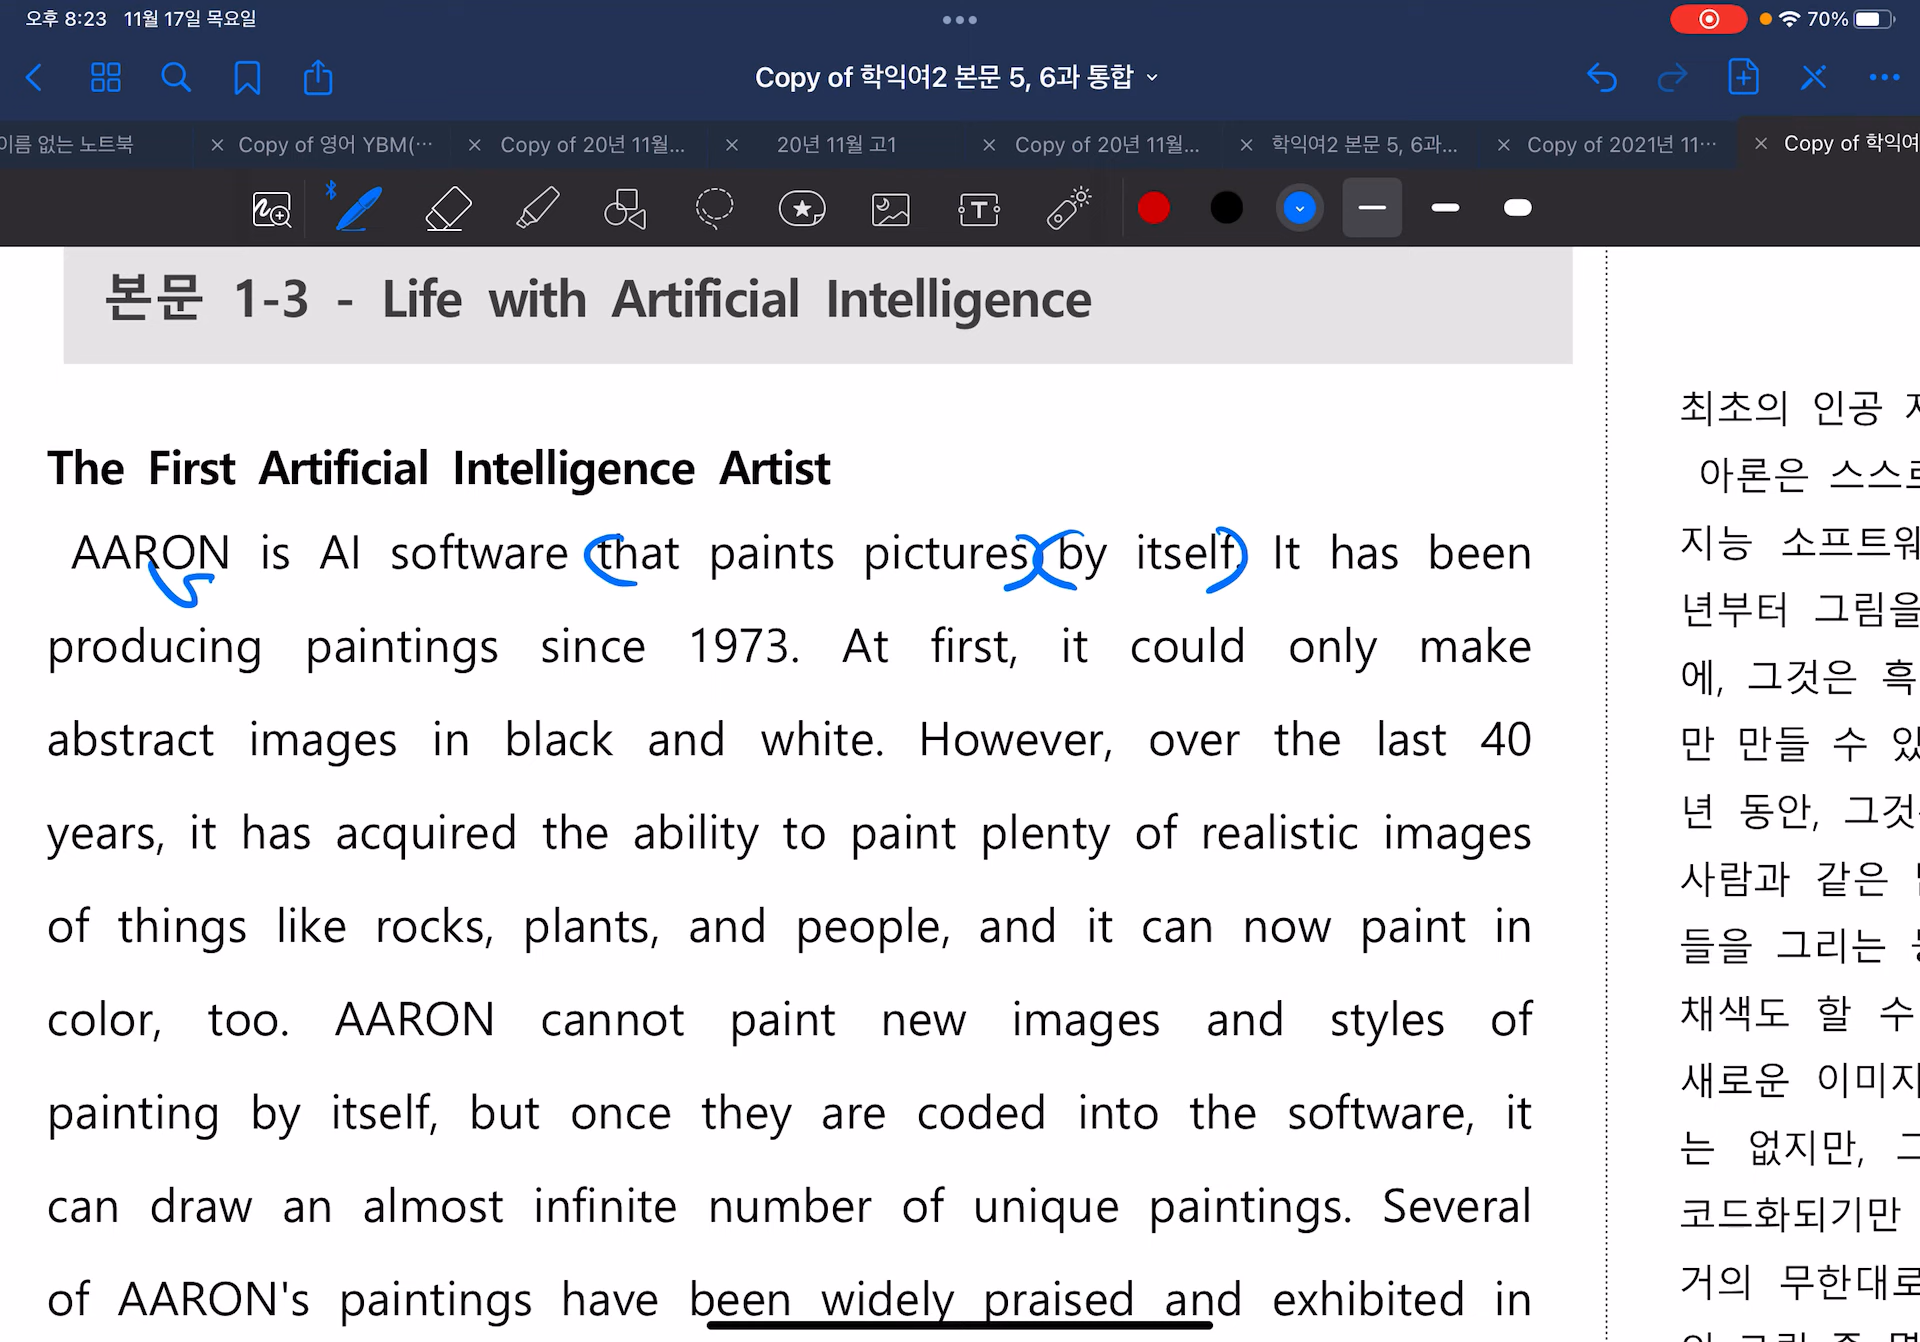 오후 8:23 11월 17일 목요일
70%
Copy of 학익여2 본문 5, 6과 통합
이름 없는 노트북
Copy of 영어 YBM(…
Copy of 20년 11월...
20년 11월 고1
Copy of 20년 11월...
학익여2 본문 5, 6과...
Copy of 2021년 11…
Copy of 학익여
본문 1-3 - Life with Artificial Intelligence
The First Artificial Intelligence Artist
AARON is AI software that paints pictures by itself. It has been
producing paintings since 1973. At first, it could only make
abstract images in black and white. However, over the last 40
years, it has acquired the ability to paint plenty of realistic images
of things like rocks, plants, and people, and it can now paint in
color, too. AARON cannot paint new images and styles of
painting by itself, but once they are coded into the software, it
can draw an almost infinite number of unique paintings. Several
of AARON's paintings have been widely praised and exhibited in
최초의 인공
아론은 스스로
지능 소프트웨
년부터 그림을
에, 그것은 흑
만 만들 수 있
년 동안, 그것
사람과 같은
들을 그리는
채색도 할 수
새로운 이미지
는 없지만, 그
코드화되기만
거의 무한대로